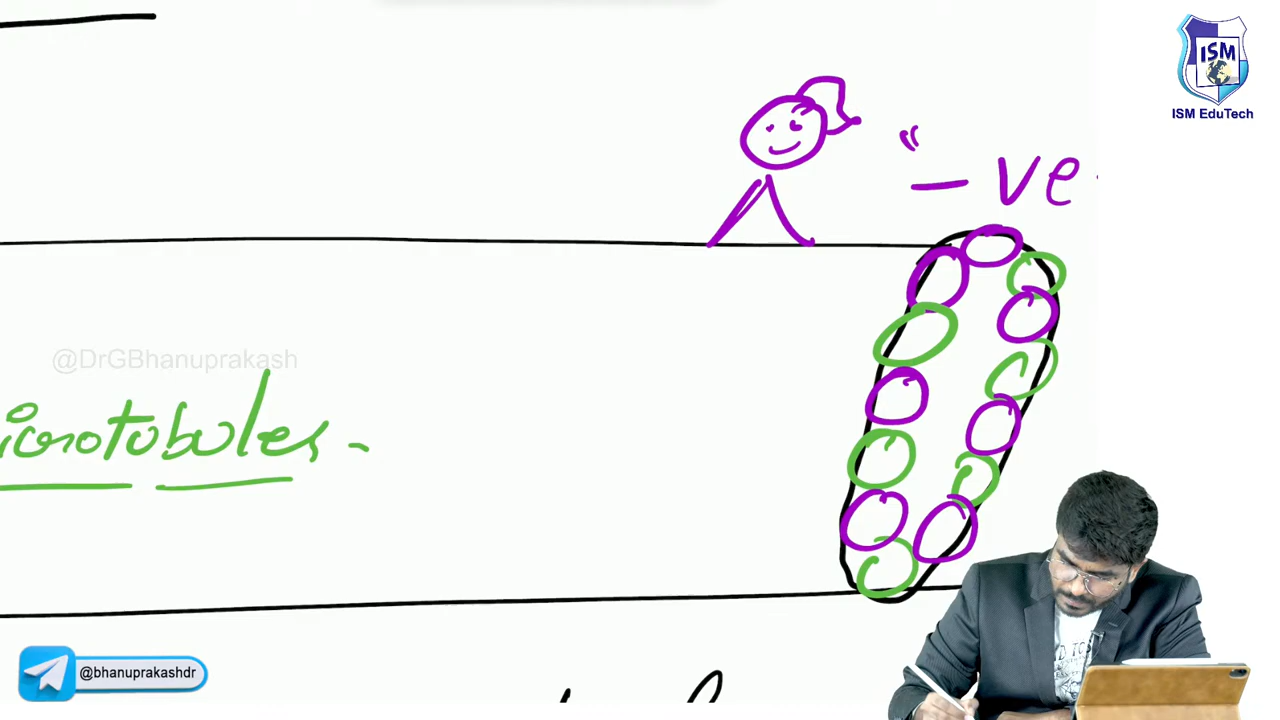 ISM
ISM EduTech
“ – ve
@DrGBhanuprakash
icrotubules -
@bhanuprakashdr